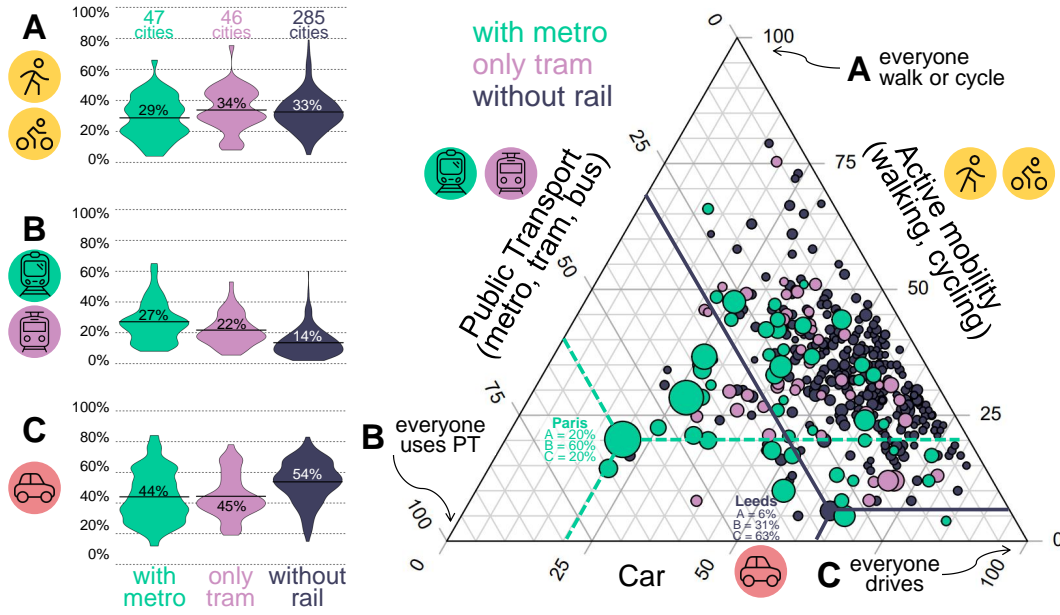 A
47
cities
46
cities
285
cities
100%
80%
60%
40%
20%
0%
29%
34%
33%
B
100%
80%
60%
40%
20%
0%
27%
22%
14%
C
100%
80%
60%
40%
20%
0%
44%
45%
54%
with
metro
only
tram
without
rail
with metro
only tram
without rail
0
25
50
75
100
Public Transport
(metro, tram, bus)
100
75
50
25
0
Active mobility
(walking, cycling)
A everyone
walk or cycle
B everyone
uses PT
Paris
A = 20%
B = 60%
C = 20%
Leeds
A = 6%
B = 31%
C = 63%
0
25
50
75
100
Car
C everyone
drives